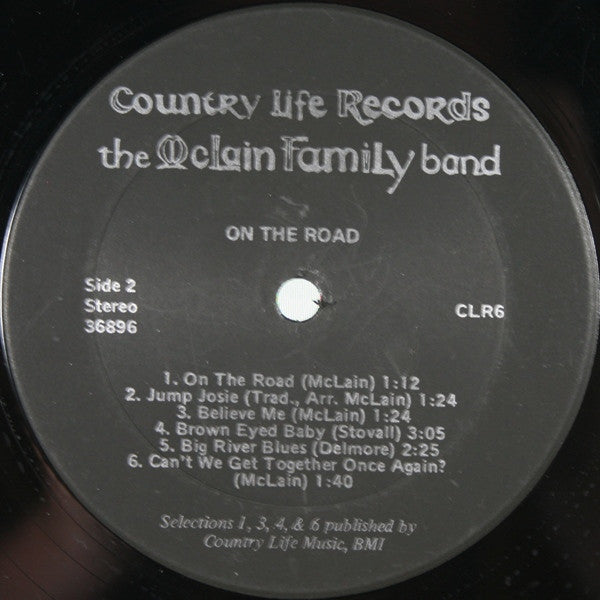 Country Life Records
the McLain Family band
ON THE ROAD
Side 2
Stereo
36896
CLR6
1. On The Road (McLain) 1:12
2. Jump Josie (Trad., Arr. McLain) 1:24
3. Believe Me (McLain) 1:24
4. Brown Eyed Baby (Stovall) 3:05
5. Big River Blues (Delmore) 2:25
6. Can't We Get Together Once Again?
(McLain) 1:40
Selections 1, 3, 4, & 6 published by
Country Life Music, BMI